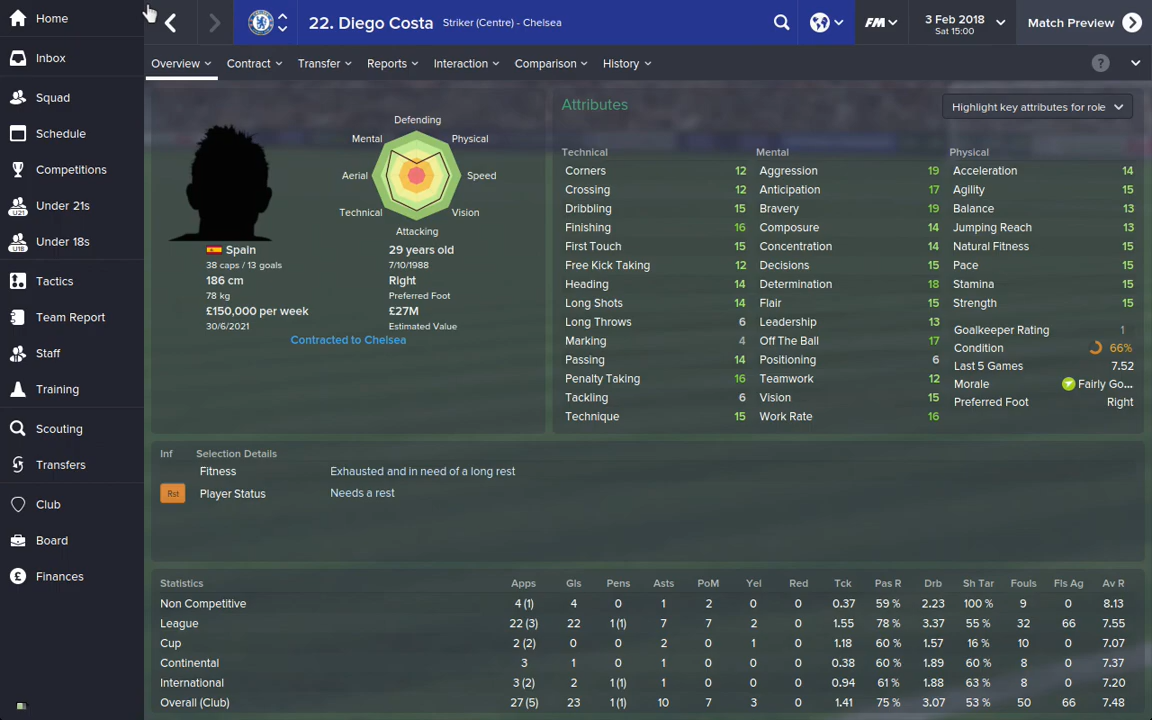 Home
Inbox
Squad
Schedule
Competitions
U21 Under 21s
U18 Under 18s
Tactics
Team Report
Staff
Training
Scouting
Transfers
Club
Board
Finances
22. Diego Costa Striker (Centre) - Chelsea
FM
3 Feb 2018
Sat 15:00
Match Preview
Overview Contract Transfer Reports Interaction Comparison History ?
Defending
Mental Physical
Aerial Speed
Technical Vision
Attacking
Spain
38 caps / 13 goals
186 cm
78 kg
£150,000 per week
30/6/2021
29 years old
7/10/1988
Right
Preferred Foot
£27M
Estimated Value
Contracted to Chelsea
Attributes
Highlight key attributes for role
Technical
Corners 12
Crossing 12
Dribbling 15
Finishing 16
First Touch 15
Free Kick Taking 12
Heading 14
Long Shots 14
Long Throws 6
Marking 4
Passing 14
Penalty Taking 16
Tackling 6
Technique 15
Mental
Aggression 19
Anticipation 17
Bravery 19
Composure 14
Concentration 14
Decisions 15
Determination 18
Flair 15
Leadership 13
Off The Ball 17
Positioning 6
Teamwork 12
Vision 15
Work Rate 16
Physical
Acceleration 14
Agility 15
Balance 13
Jumping Reach 13
Natural Fitness 15
Pace 15
Stamina 15
Strength 15
Goalkeeper Rating 1
Condition 66%
Last 5 Games 7.52
Morale Fairly Go...
Preferred Foot Right
Inf Selection Details
Fitness Exhausted and in need of a long rest
Rst Player Status Needs a rest
Statistics Apps Gls Pens Asts PoM Yel Red Tck Pas R Drb Sh Tar Fouls Fls Ag Av R
Non Competitive 4 (1) 4 0 1 2 0 0 0.37 59 % 2.23 100 % 9 0 8.13
League 22 (3) 22 1(1) 7 7 2 0 1.55 78 % 3.37 55 % 32 66 7.55
Cup 2 (2) 0 0 2 0 1 0 1.18 60 % 1.57 16 % 10 0 7.07
Continental 3 1 0 1 0 0 0 0.38 60 % 1.89 60 % 8 0 7.37
International 3 (2) 2 1(1) 1 0 0 0 0.94 61 % 1.88 63 % 8 0 7.20
Overall (Club) 27 (5) 23 1(1) 10 7 3 0 1.41 75 % 3.07 53 % 50 66 7.48